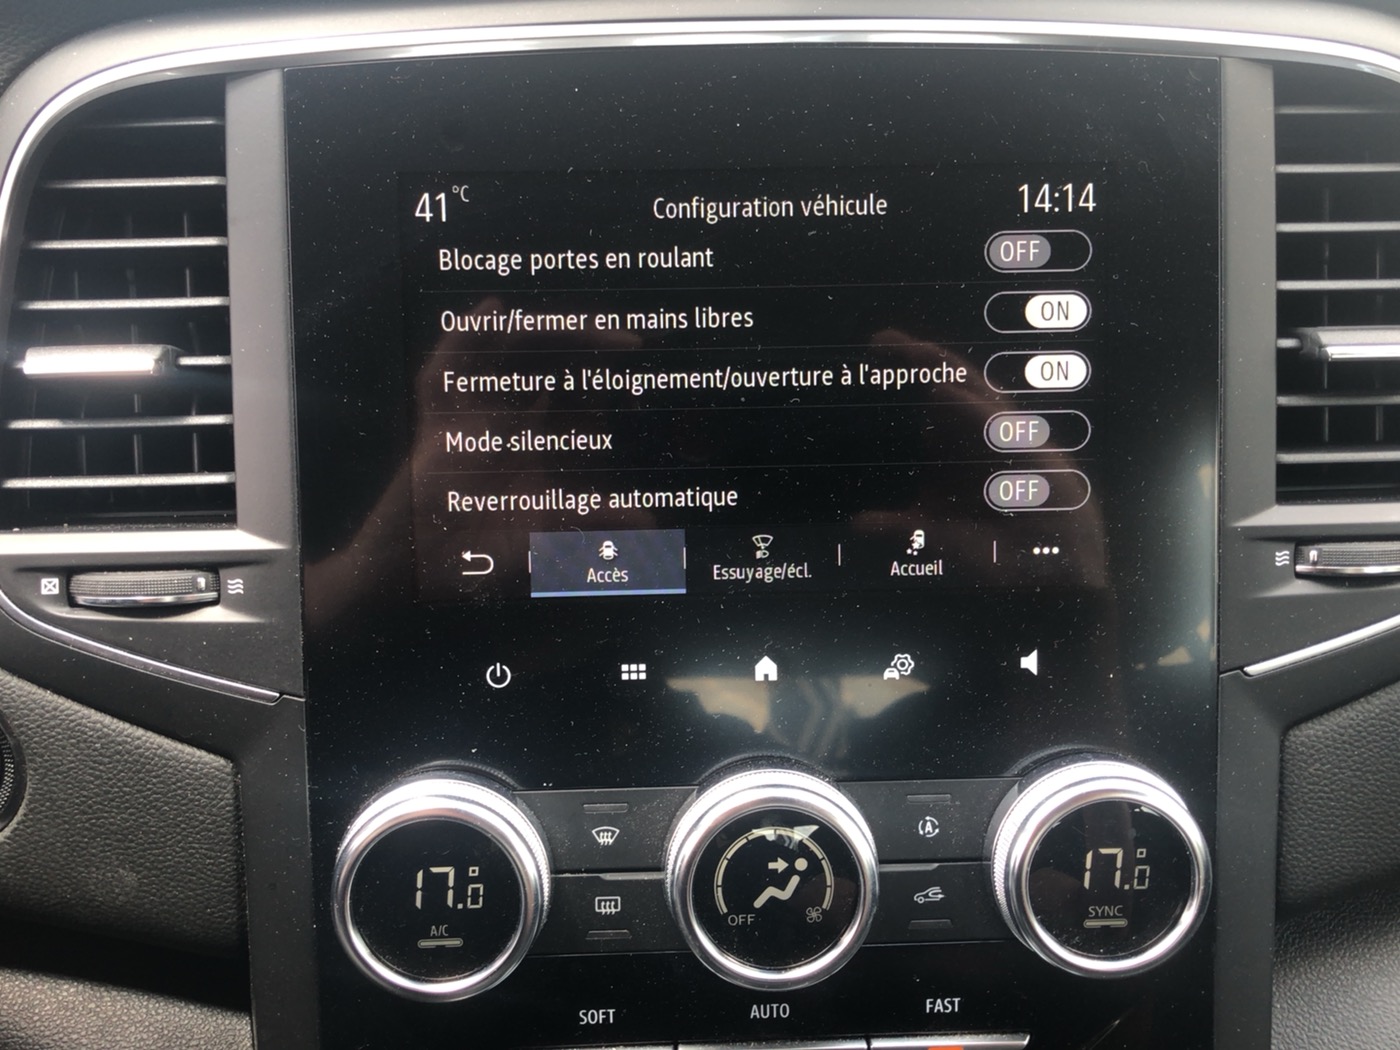 41°C Configuration véhicule 14:14
Blocage portes en roulant OFF
Ouvrir/fermer en mains libres ON
Fermeture à l'éloignement/ouverture à l'approche ON
Mode silencieux OFF
Reverrouillage automatique OFF
Accès Essuyage/écl. Accueil •••
17.0 17.0
A/C OFF SYNC
SOFT AUTO FAST